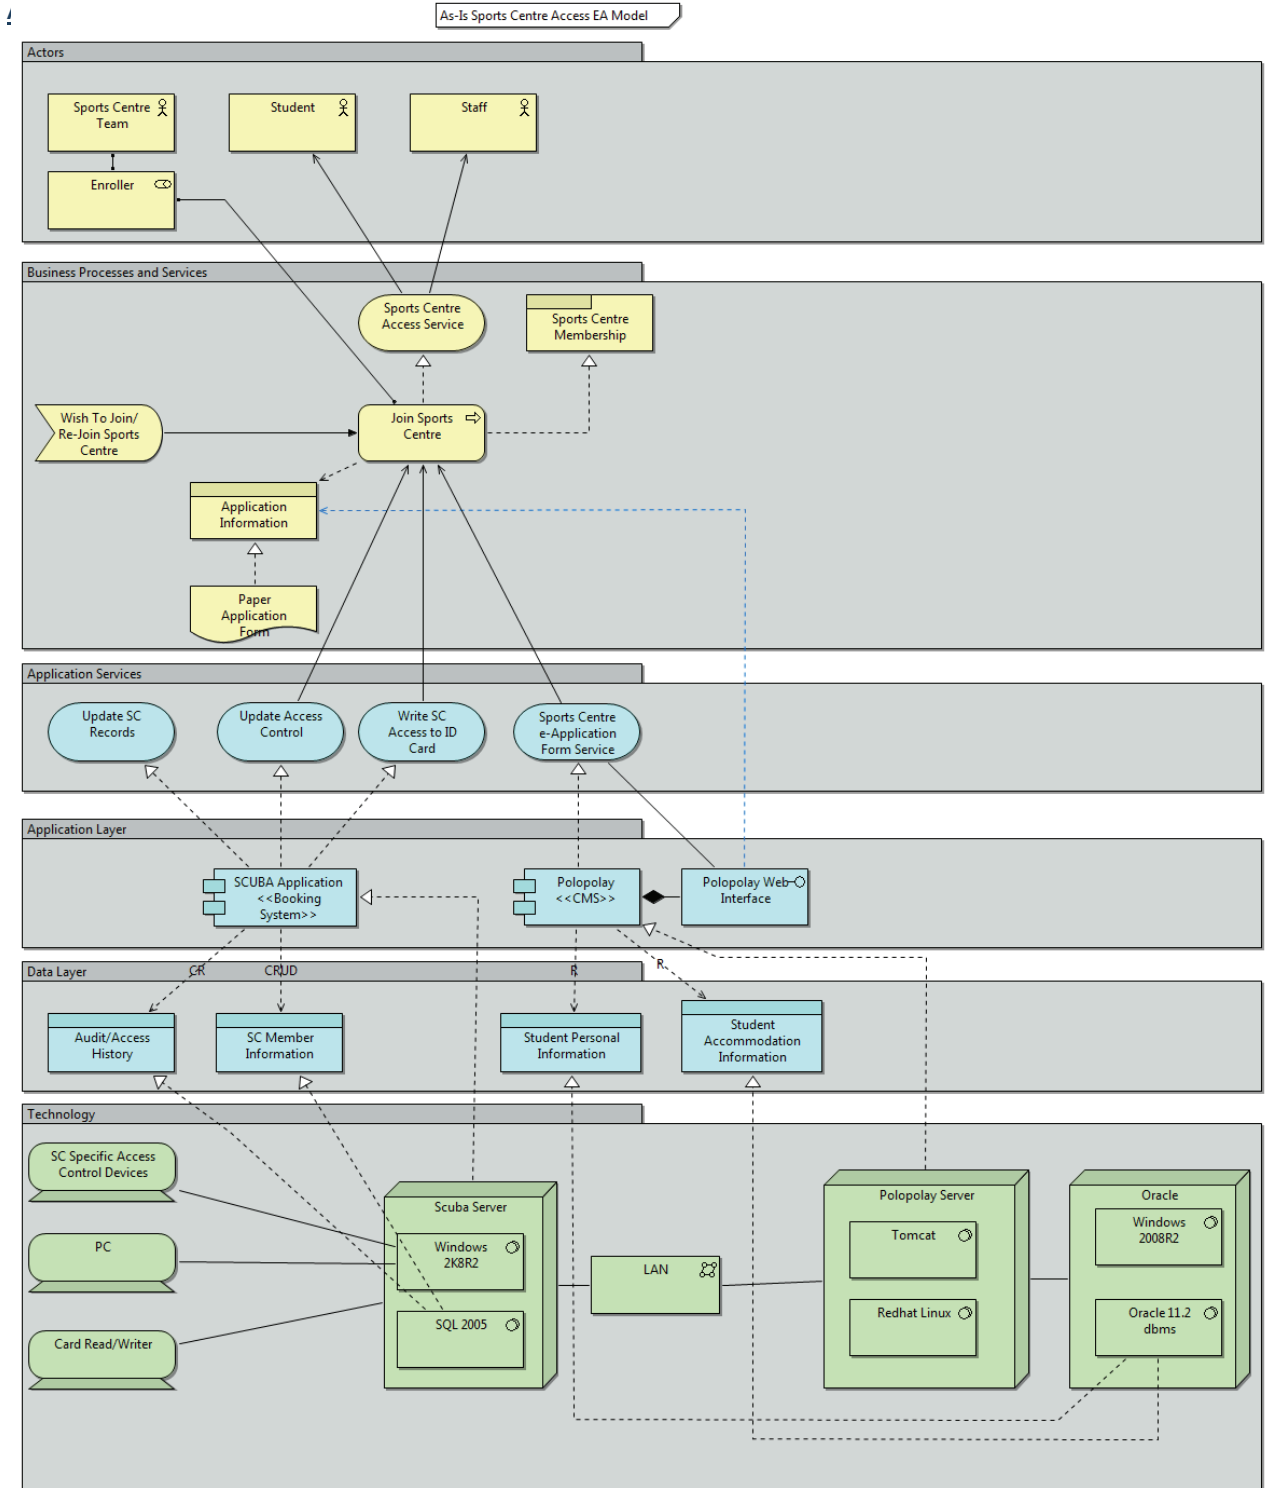 As-Is Sports Centre Access EA Model
Actors
Sports Centre
Team
Student
Staff
Enroller
Business Processes and Services
Sports Centre
Access Service
Sports Centre
Membership
Wish To Join/
Re-Join Sports
Centre
Join Sports
Centre
Application
Information
Paper
Application
Form
Application Services
Update SC
Records
Update Access
Control
Write SC
Access to ID
Card
Sports Centre
e-Application
Form Service
Application Layer
SCUBA Application
<<Booking
System>>
Polopolay
<<CMS>>
Polopolay Web
Interface
Data Layer
CR
CRUD
R
R
Audit/Access
History
SC Member
Information
Student Personal
Information
Student
Accommodation
Information
Technology
SC Specific Access
Control Devices
PC
Card Read/Writer
Scuba Server
Windows
2K8R2
SQL 2005
LAN
Polopolay Server
Tomcat
Redhat Linux
Oracle
Windows
2008R2
Oracle 11.2
dbms